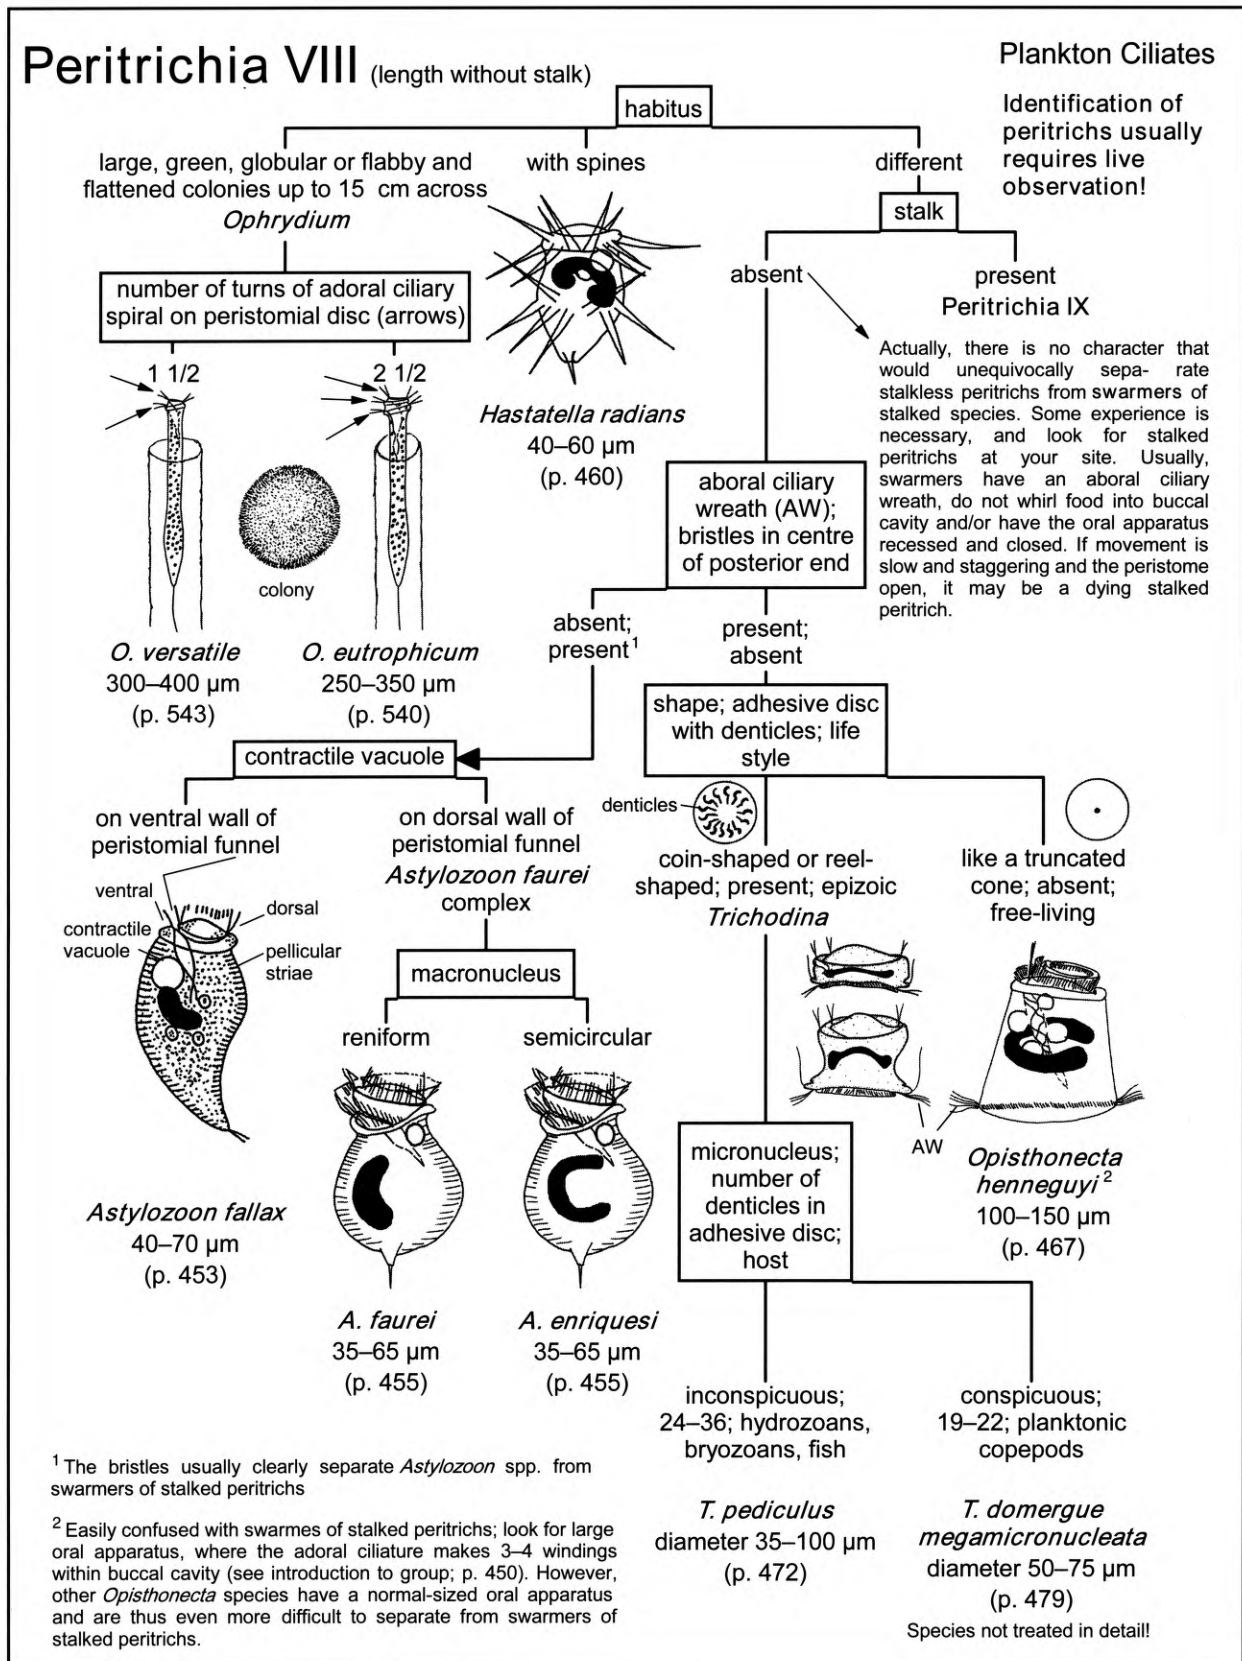 Peritrichia VIII (length without stalk)
Plankton Ciliates
Identification of
peritrichs usually
requires live
observation!
habitus
large, green, globular or flabby and
flattened colonies up to 15 cm across
Ophrydium
with spines
different
stalk
absent
present
Peritrichia IX
number of turns of adoral ciliary
spiral on peristomial disc (arrows)
1 1/2
2 1/2
colony
Hastatella radians
40–60 µm
(p. 460)
Actually, there is no character that
would unequivocally sepa- rate
stalkless peritrichs from swarmers of
stalked species. Some experience is
necessary, and look for stalked
peritrichs at your site. Usually,
swarmers have an aboral ciliary
wreath, do not whirl food into buccal
cavity and/or have the oral apparatus
recessed and closed. If movement is
slow and staggering and the peristome
open, it may be a dying stalked
peritrich.
aboral ciliary
wreath (AW);
bristles in centre
of posterior end
O. versatile
300–400 µm
(p. 543)
O. eutrophicum
250–350 µm
(p. 540)
absent;
present1
present;
absent
contractile vacuole
shape; adhesive disc
with denticles; life
style
on ventral wall of
peristomial funnel
on dorsal wall of
peristomial funnel
Astylozoon faurei
complex
denticles
coin-shaped or reel-
shaped; present; epizoic
Trichodina
like a truncated
cone; absent;
free-living
ventral
dorsal
contractile
vacuole
pellicular
striae
macronucleus
reniform
semicircular
AW
Astylozoon fallax
40–70 µm
(p. 453)
A. faurei
35–65 µm
(p. 455)
A. enriquesi
35–65 µm
(p. 455)
micronucleus;
number of
denticles in
adhesive disc;
host
Opisthonecta
henneguyi 2
100–150 µm
(p. 467)
inconspicuous;
24–36; hydrozoans,
bryozoans, fish
conspicuous;
19–22; planktonic
copepods
T. pediculus
diameter 35–100 µm
(p. 472)
T. domergue
megamicronucleata
diameter 50–75 µm
(p. 479)
Species not treated in detail!
1 The bristles usually clearly separate Astylozoon spp. from
swarmers of stalked peritrichs
2 Easily confused with swarmes of stalked peritrichs; look for large
oral apparatus, where the adoral ciliature makes 3–4 windings
within buccal cavity (see introduction to group; p. 450). However,
other Opisthonecta species have a normal-sized oral apparatus
and are thus even more difficult to separate from swarmers of
stalked peritrichs.